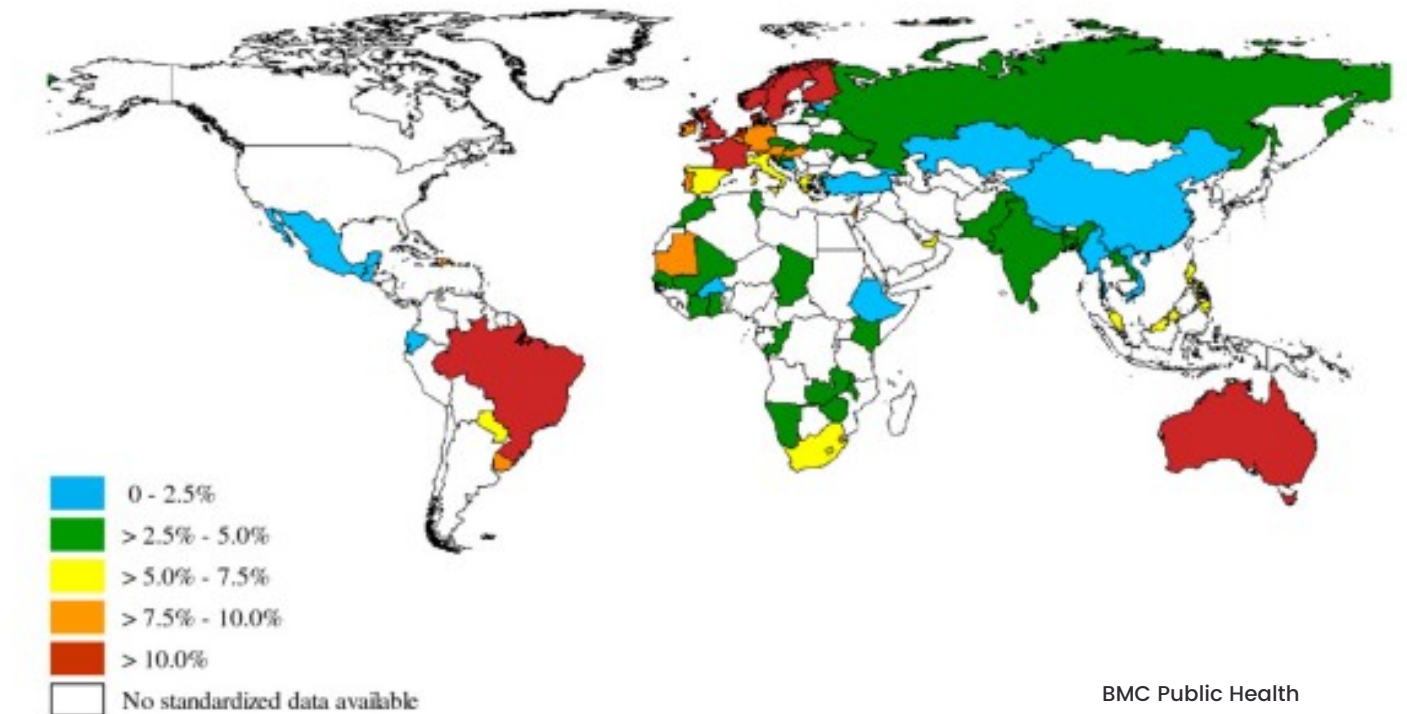 0 - 2.5%
> 2.5% - 5.0%
> 5.0% - 7.5%
> 7.5% - 10.0%
> 10.0%
No standardized data available
BMC Public Health